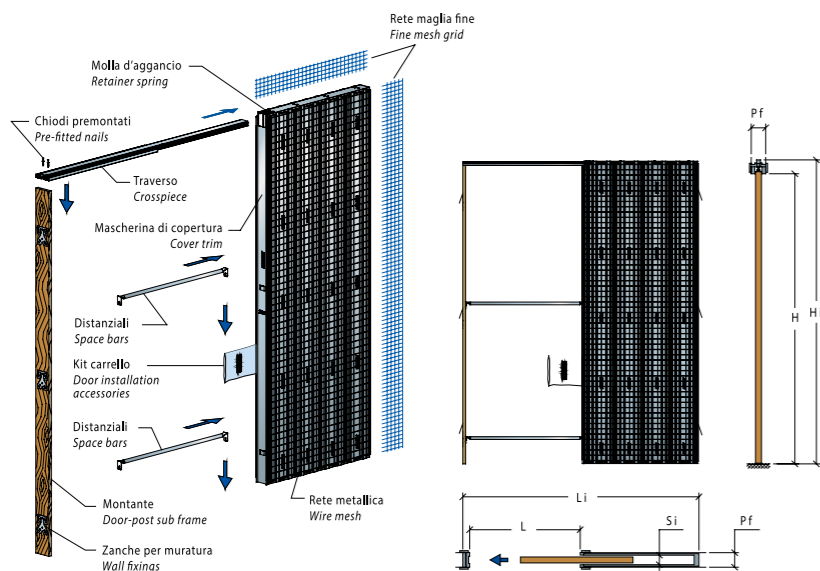 Rete maglia fine
Fine mesh grid
Molla d'aggancio
Retainer spring
Chiodi premontati
Pre-fitted nails
Traverso
Crosspiece
Mascherina di copertura
Cover trim
Distanziali
Space bars
Kit carrello
Door installation
accessories
Distanziali
Space bars
Montante
Door-post sub frame
Rete metallica
Wire mesh
Zanche per muratura
Wall fixings
Pf
H
Li
L
Si
Pf